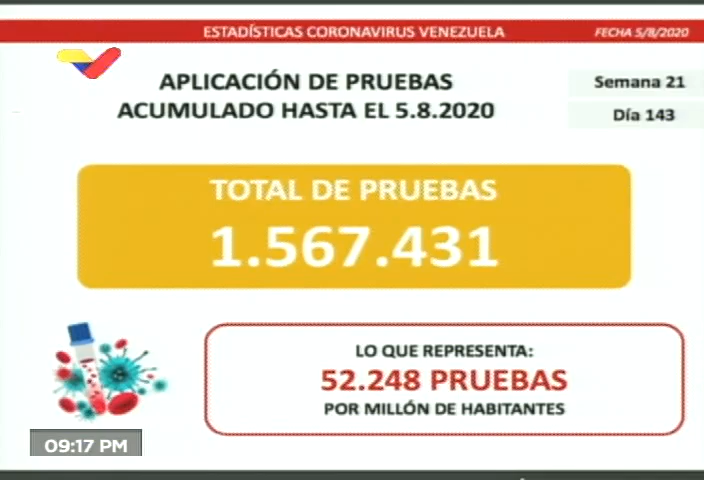 ESTADÍSTICAS CORONAVIRUS VENEZUELA
FECHA 5/8/2020
APLICACIÓN DE PRUEBAS
ACUMULADO HASTA EL 5.8.2020
Semana 21
Día 143
TOTAL DE PRUEBAS
1.567.431
LO QUE REPRESENTA:
52.248 PRUEBAS
POR MILLÓN DE HABITANTES
09:17 PM